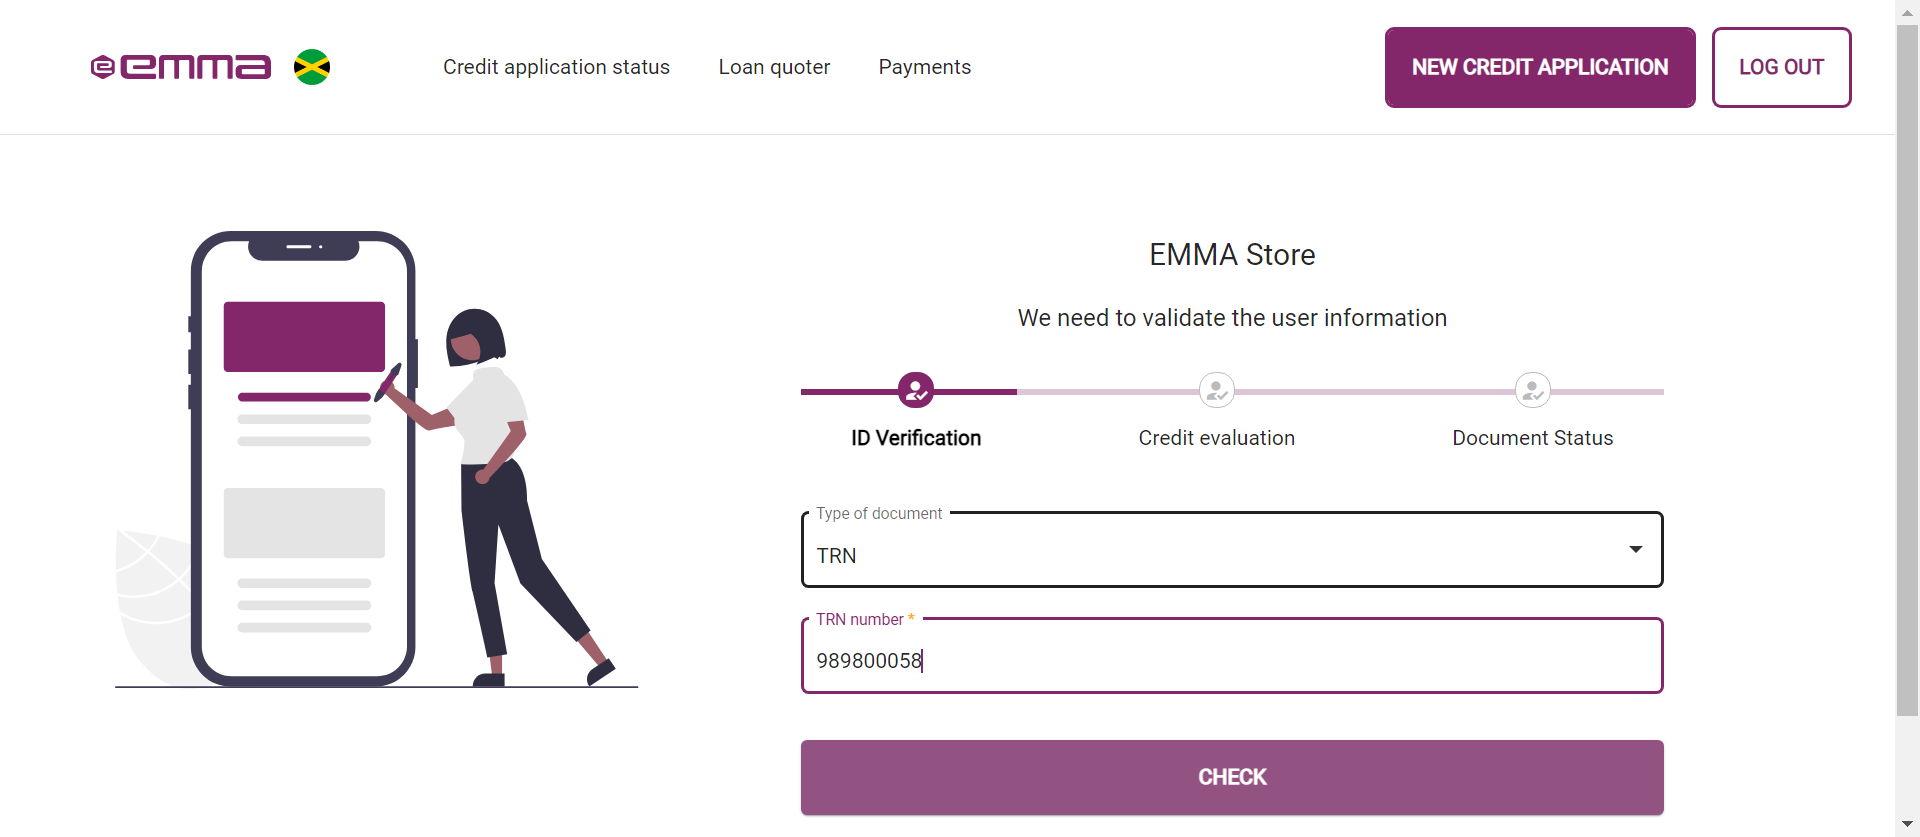 emma
Credit application status
Loan quoter
Payments
NEW CREDIT APPLICATION
LOG OUT
EMMA Store
We need to validate the user information
ID Verification
Credit evaluation
Document Status
Type of document
TRN
TRN number *
989800058
CHECK